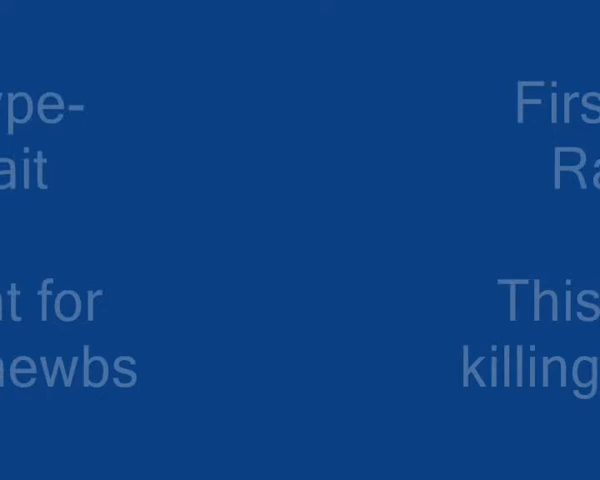 ype-
ait
Firs
Ra
nt for
newbs
This
killing